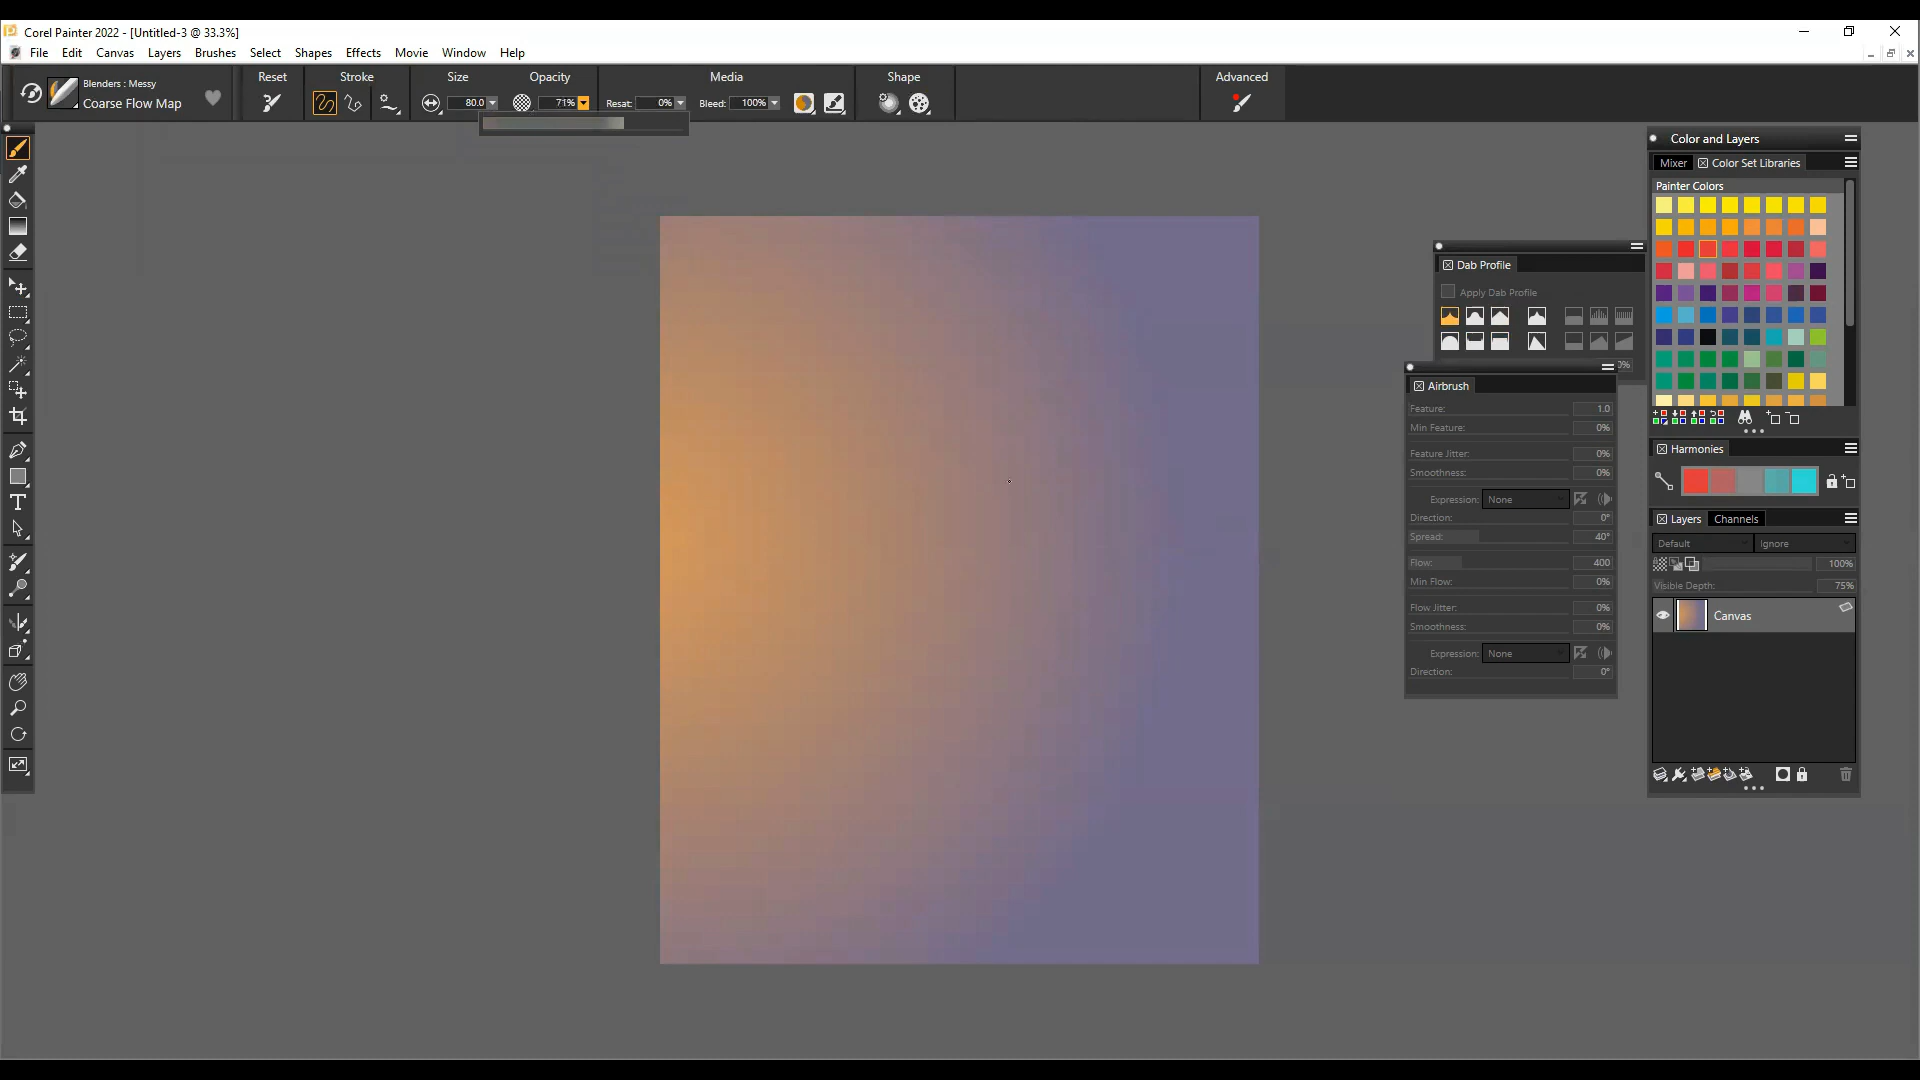 Corel Painter 2022 - [Untitled-3 @ 33.3%]
File Edit Canvas Layers Brushes Select Shapes Effects Movie Window Help
Blenders : Messy
Coarse Flow Map
Reset
Stroke
Size
80.0
Opacity
71%
Media
Resat: 0%
Bleed: 100%
Shape
Advanced
Color and Layers
Mixer
Color Set Libraries
Painter Colors
Dab Profile
Apply Dab Profile
0%
Airbrush
Feature: 1.0
Min Feature: 0%
Feature Jitter: 0%
Smoothness: 0%
Expression: None
Direction: 0°
Spread: 40°
Flow: 400
Min Flow: 0%
Flow Jitter: 0%
Smoothness: 0%
Expression: None
Direction: 0°
Harmonies
Layers
Channels
Default
Ignore
100%
Visible Depth: 75%
Canvas